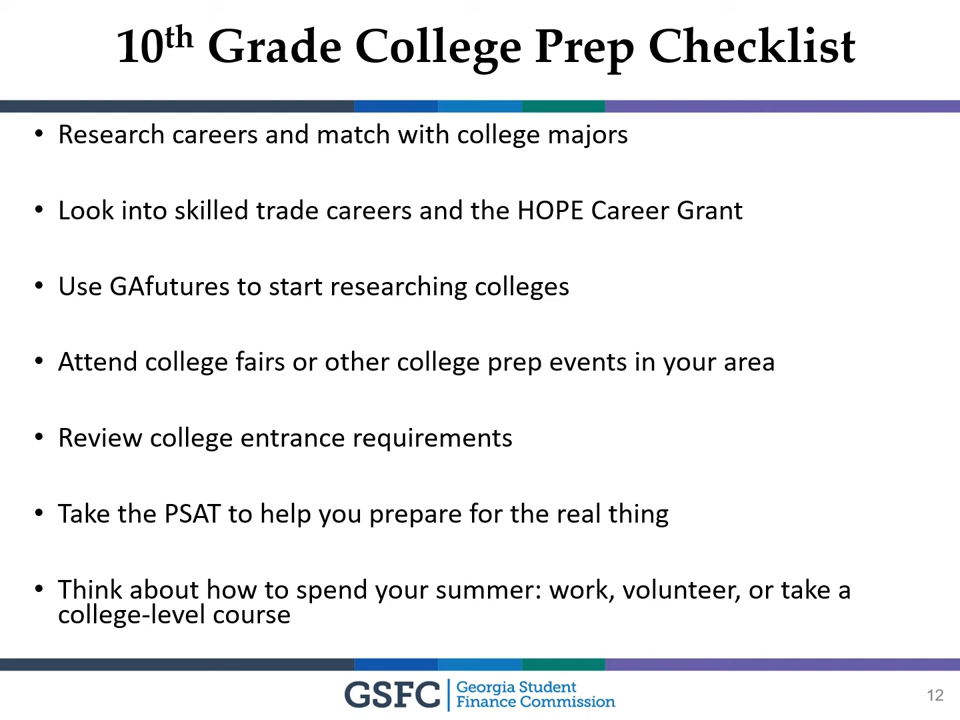 10th Grade College Prep Checklist
• Research careers and match with college majors
• Look into skilled trade careers and the HOPE Career Grant
• Use GAfutures to start researching colleges
• Attend college fairs or other college prep events in your area
• Review college entrance requirements
• Take the PSAT to help you prepare for the real thing
• Think about how to spend your summer: work, volunteer, or take a
college-level course
GSFC Georgia Student
Finance Commission
12